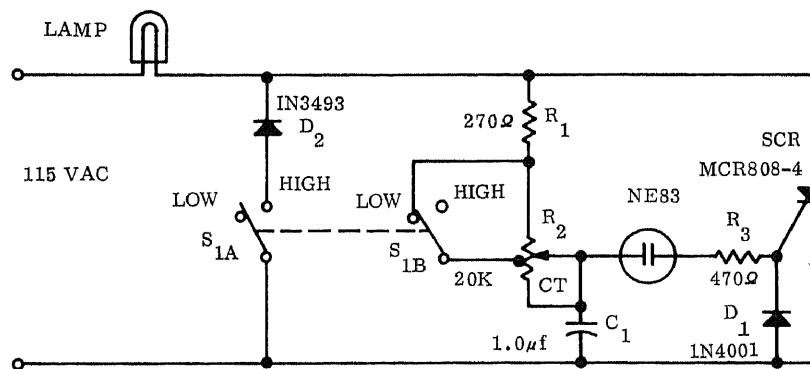 LAMP
IN3493
D2
270Ω
R1
SCR
MCR808-4
115 VAC
LOW
HIGH
LOW
HIGH
NE83
R2
R3
S1A
S1B
20K
CT
470Ω
C1
D1
1.0μf
1N4001